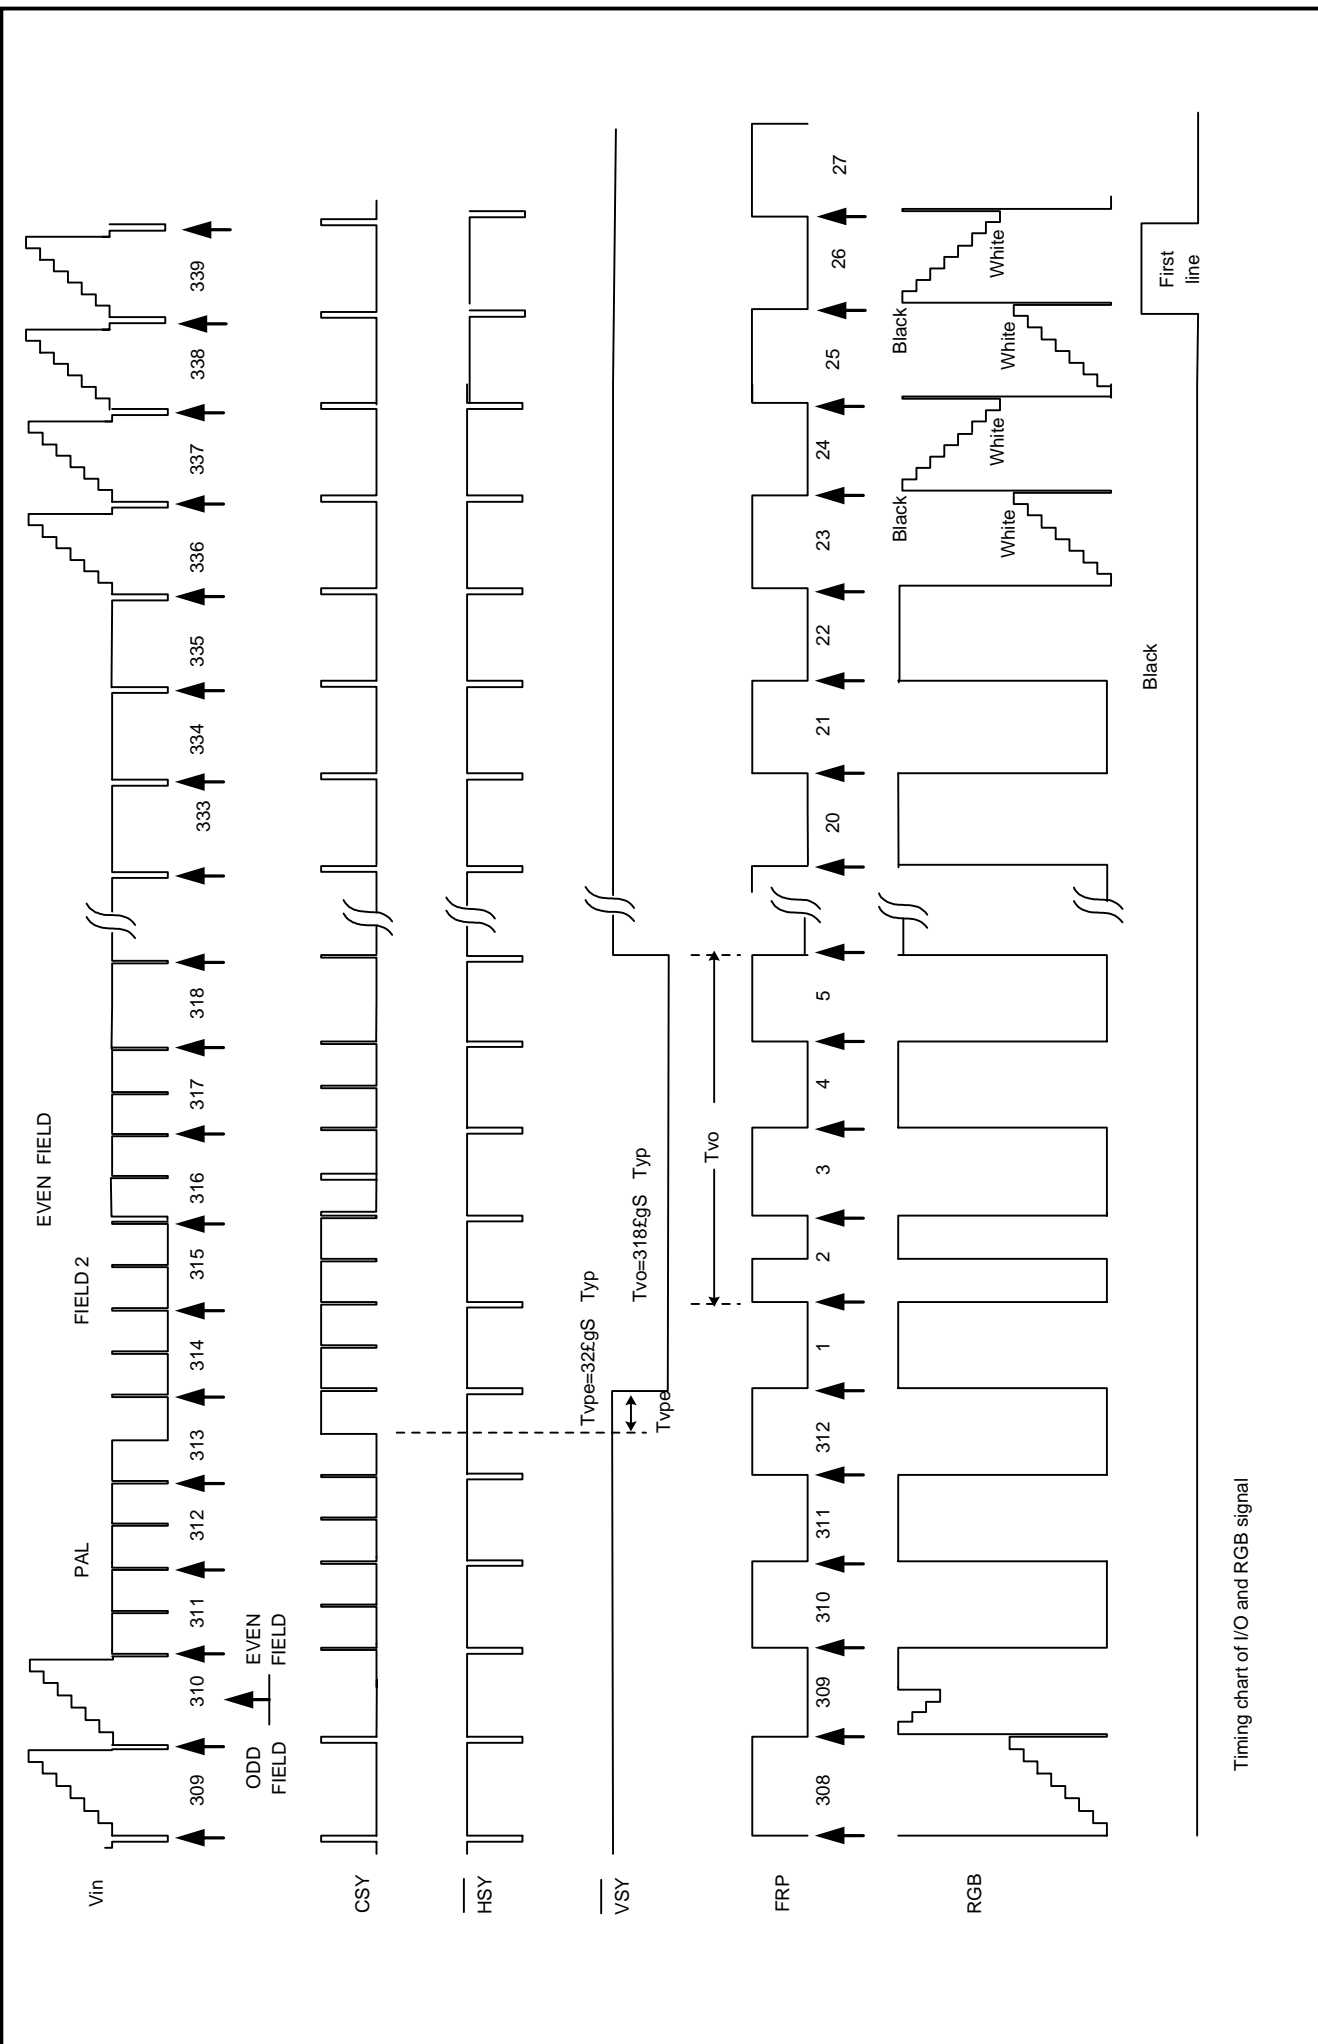 EVEN FIELD
PAL
FIELD 2
Vin
309
310
311
312
313
314
315
316
317
318
333
334
335
336
337
338
339
ODD
FIELD
EVEN
FIELD
CSY
HSY
VSY
Tvpe=32£gS Typ
Tvo=318£gS Typ
Tvpe
Tvo
FRP
308
309
310
311
312
1
2
3
4
5
20
21
22
23
24
25
26
27
RGB
Black
Black
White
White
White
White
Black
First
line
Timing chart of I/O and RGB signal